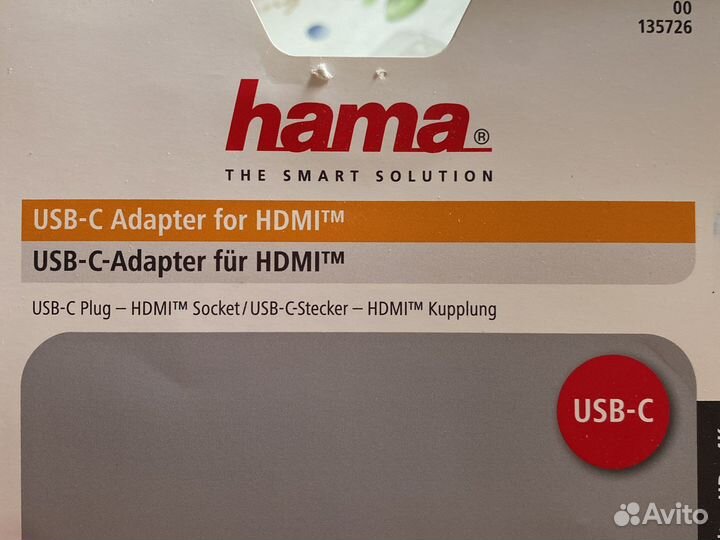 00
135726
hama®
THE SMART SOLUTION
USB-C Adapter for HDMI™
USB-C-Adapter für HDMI™
USB-C Plug – HDMI™ Socket/USB-C-Stecker – HDMI™ Kupplung
USB-C
Avito